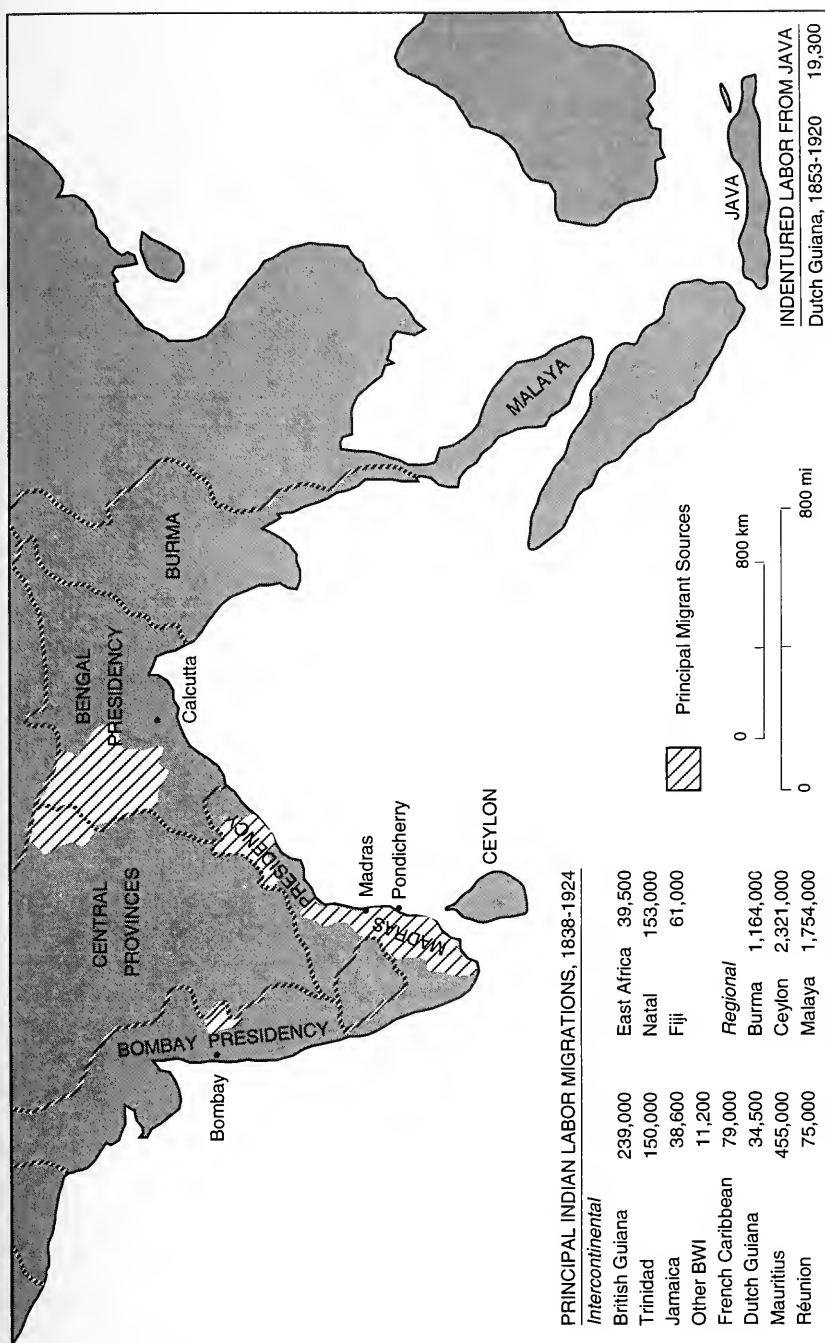 CENTRAL
PROVINCES
BENGAL
PRESIDENCY
Calcutta
BURMA
BOMBAY PRESIDENCY
Bombay
MADRAS PRESIDENCY
Madras
Pondicherry
CEYLON
MALAYA
JAVA
Principal Migrant Sources
0 800 km
0 800 mi
PRINCIPAL INDIAN LABOR MIGRATIONS, 1838-1924
Intercontinental
British Guiana 239,000
Trinidad 150,000
Jamaica 38,600
Other BWI 11,200
French Caribbean 79,000
Dutch Guiana 34,500
Mauritius 455,000
Réunion 75,000
East Africa 39,500
Natal 153,000
Fiji 61,000
Regional
Burma 1,164,000
Ceylon 2,321,000
Malaya 1,754,000
INDENTURED LABOR FROM JAVA
Dutch Guiana, 1853-1920 19,300